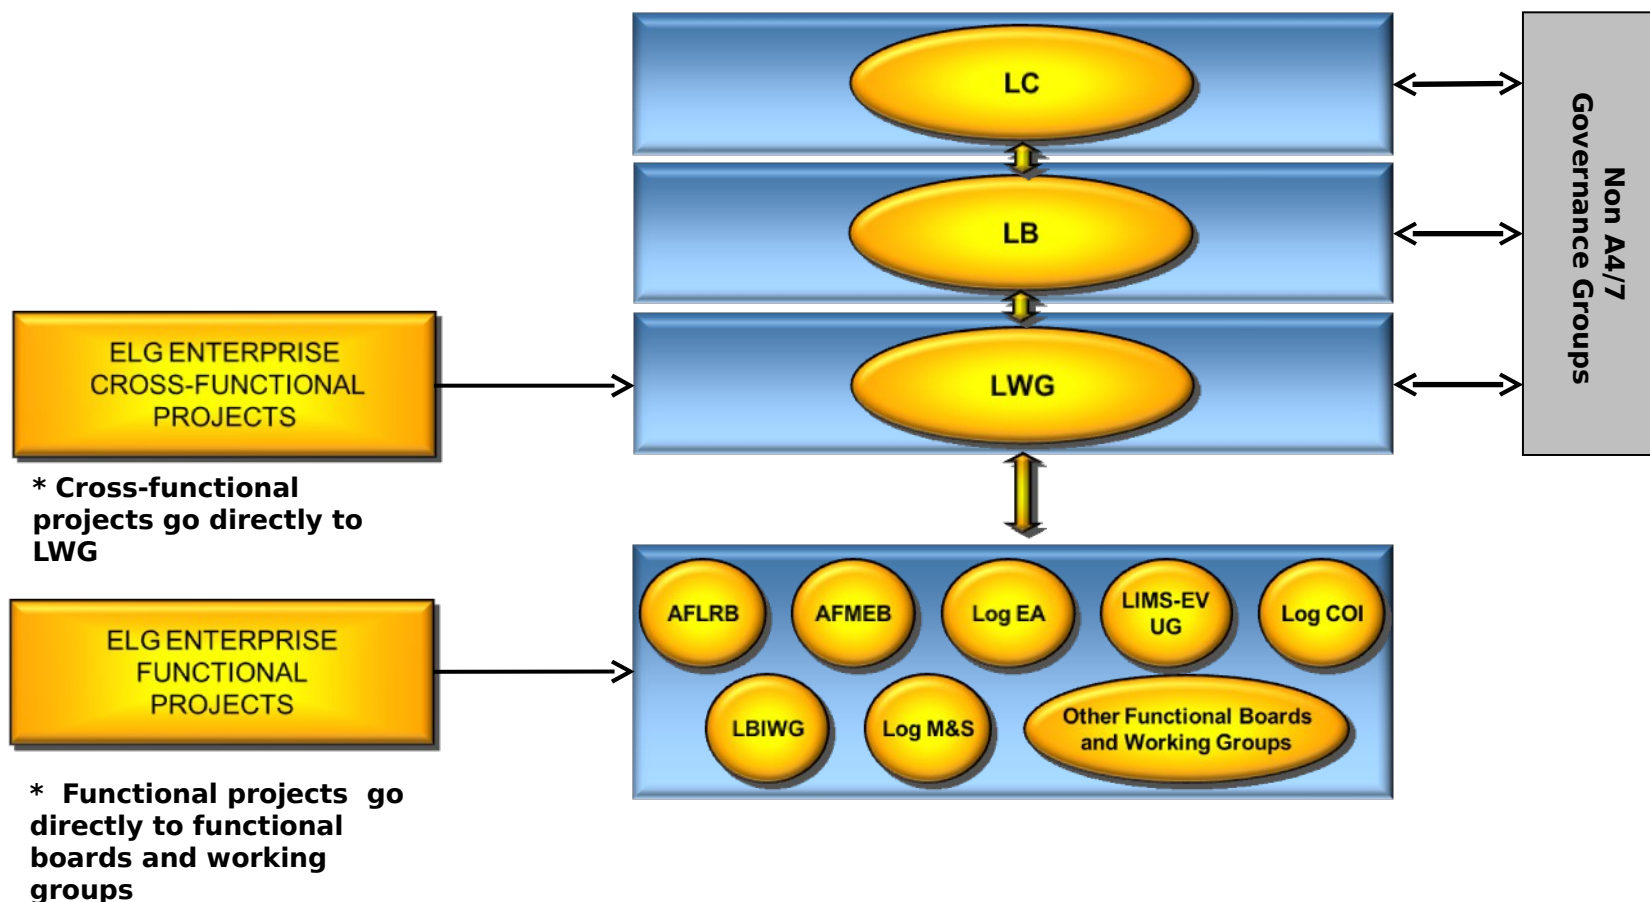 LC
LB
LWG
Non A4/7
Governance Groups
ELG ENTERPRISE
CROSS-FUNCTIONAL
PROJECTS
* Cross-functional
projects go directly to
LWG
ELG ENTERPRISE
FUNCTIONAL
PROJECTS
* Functional projects go
directly to functional
boards and working
groups
AFLRB
AFMEB
Log EA
LIMS-EV
UG
Log COI
LBIWG
Log M&S
Other Functional Boards
and Working Groups